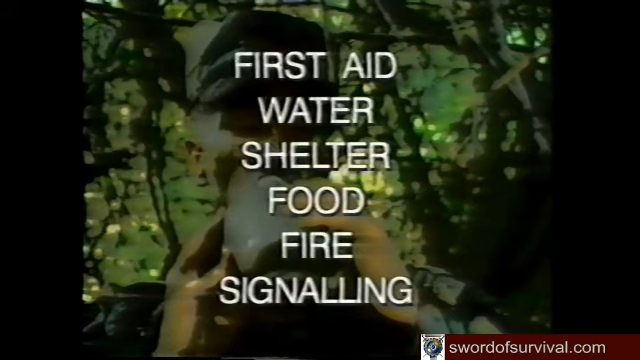 FIRST AID
WATER
SHELTER
FOOD
FIRE
SIGNALLING
swordofsurvival.com